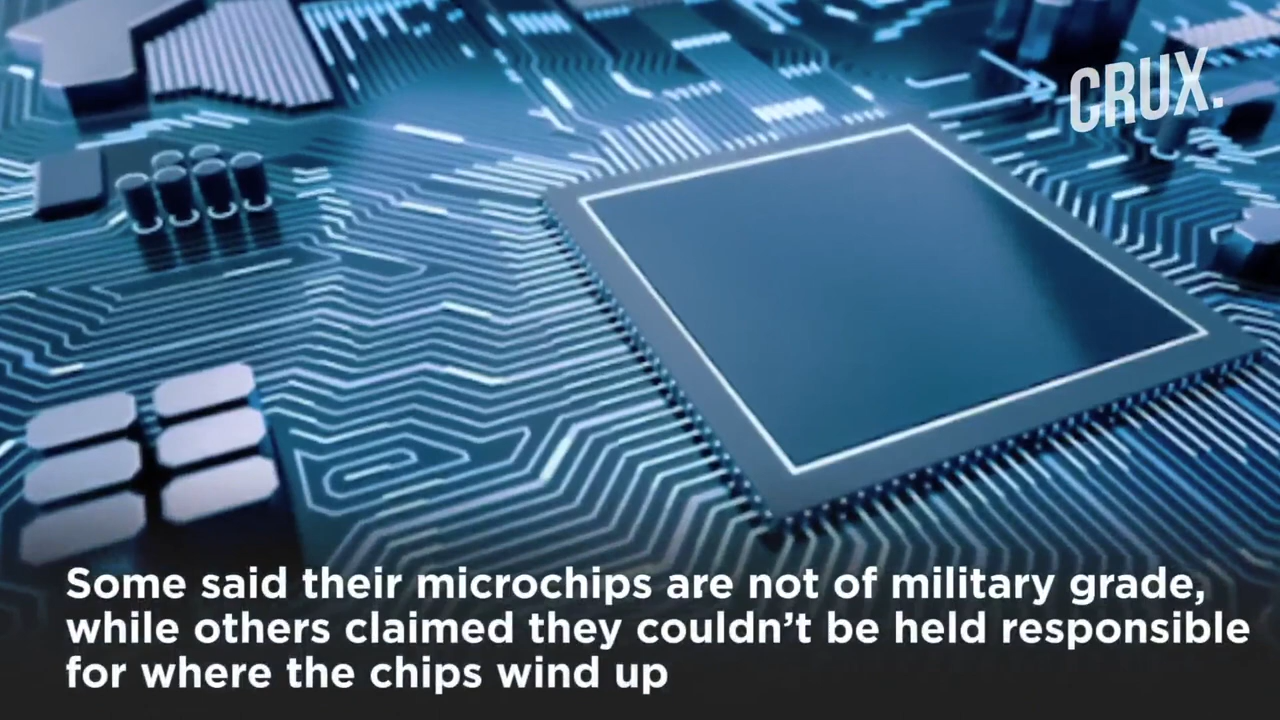 CRUX.
Some said their microchips are not of military grade,
while others claimed they couldn't be held responsible
for where the chips wind up